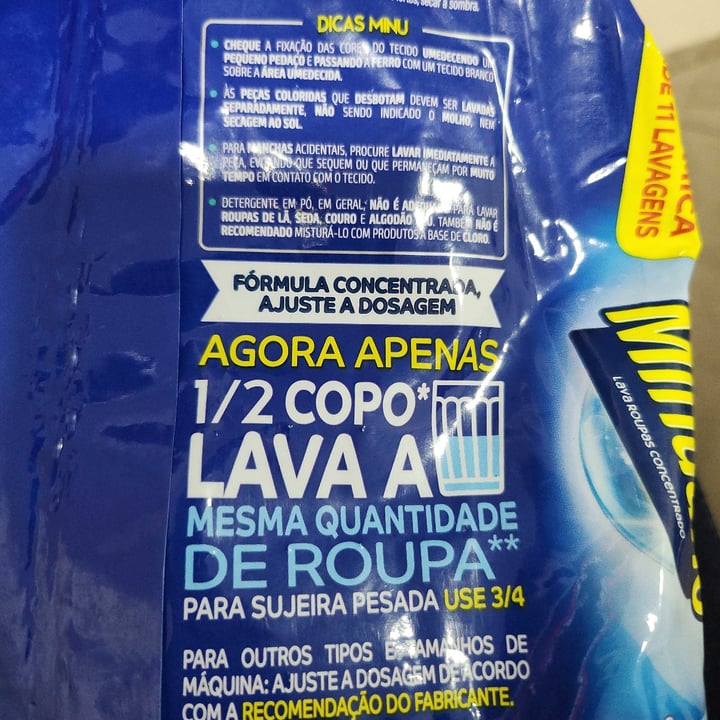 secar à sombra.
DICAS MINU
• CHEQUE A FIXAÇÃO DAS CORES DO TECIDO UMEDECENDO UM
PEQUENO PEDAÇO E PASSANDO A FERRO COM UM TECIDO BRANCO
SOBRE A ÁREA UMEDECIDA.
• AS PEÇAS COLORIDAS QUE DESBOTAM DEVEM SER LAVADAS
SEPARADAMENTE, NÃO SENDO INDICADO O MOLHO, NEM
SECAGEM AO SOL.
• PARA MANCHAS ACIDENTAIS, PROCURE LAVAR IMEDIATAMENTE A
PEÇA, EVITANDO QUE SEQUEM OU QUE PERMANEÇAM POR MUITO
TEMPO EM CONTATO COM O TECIDO.
• DETERGENTE EM PÓ, EM GERAL, NÃO É ADEQUADO PARA LAVAR
ROUPAS DE LÃ, SEDA, COURO E ALGODÃO CRU. TAMBÉM NÃO É
RECOMENDADO MISTURÁ-LO COM PRODUTOS À BASE DE CLORO.
FÓRMULA CONCENTRADA,
AJUSTE A DOSAGEM
AGORA APENAS
1/2 COPO*
LAVA A
MESMA QUANTIDADE
DE ROUPA**
PARA SUJEIRA PESADA USE 3/4
PARA OUTROS TIPOS E TAMANHOS DE
MÁQUINA: AJUSTE A DOSAGEM DE ACORDO
COM A RECOMENDAÇÃO DO FABRICANTE.
DE 11 LAVAGENS
LAVA ROUPAS CONCENTRADO